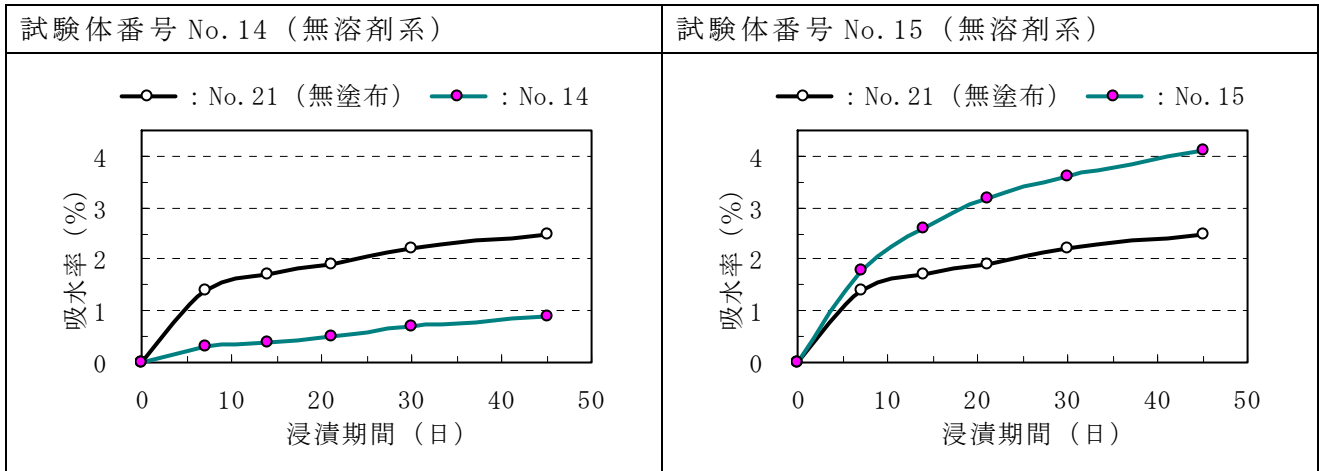 試験体番号 No.14（無溶剤系）
：No.21（無塗布）　：No.14
吸水率（%）
4
3
2
1
0
0 10 20 30 40 50
浸漬期間（日）
試験体番号 No.15（無溶剤系）
：No.21（無塗布）　：No.15
吸水率（%）
4
3
2
1
0
0 10 20 30 40 50
浸漬期間（日）